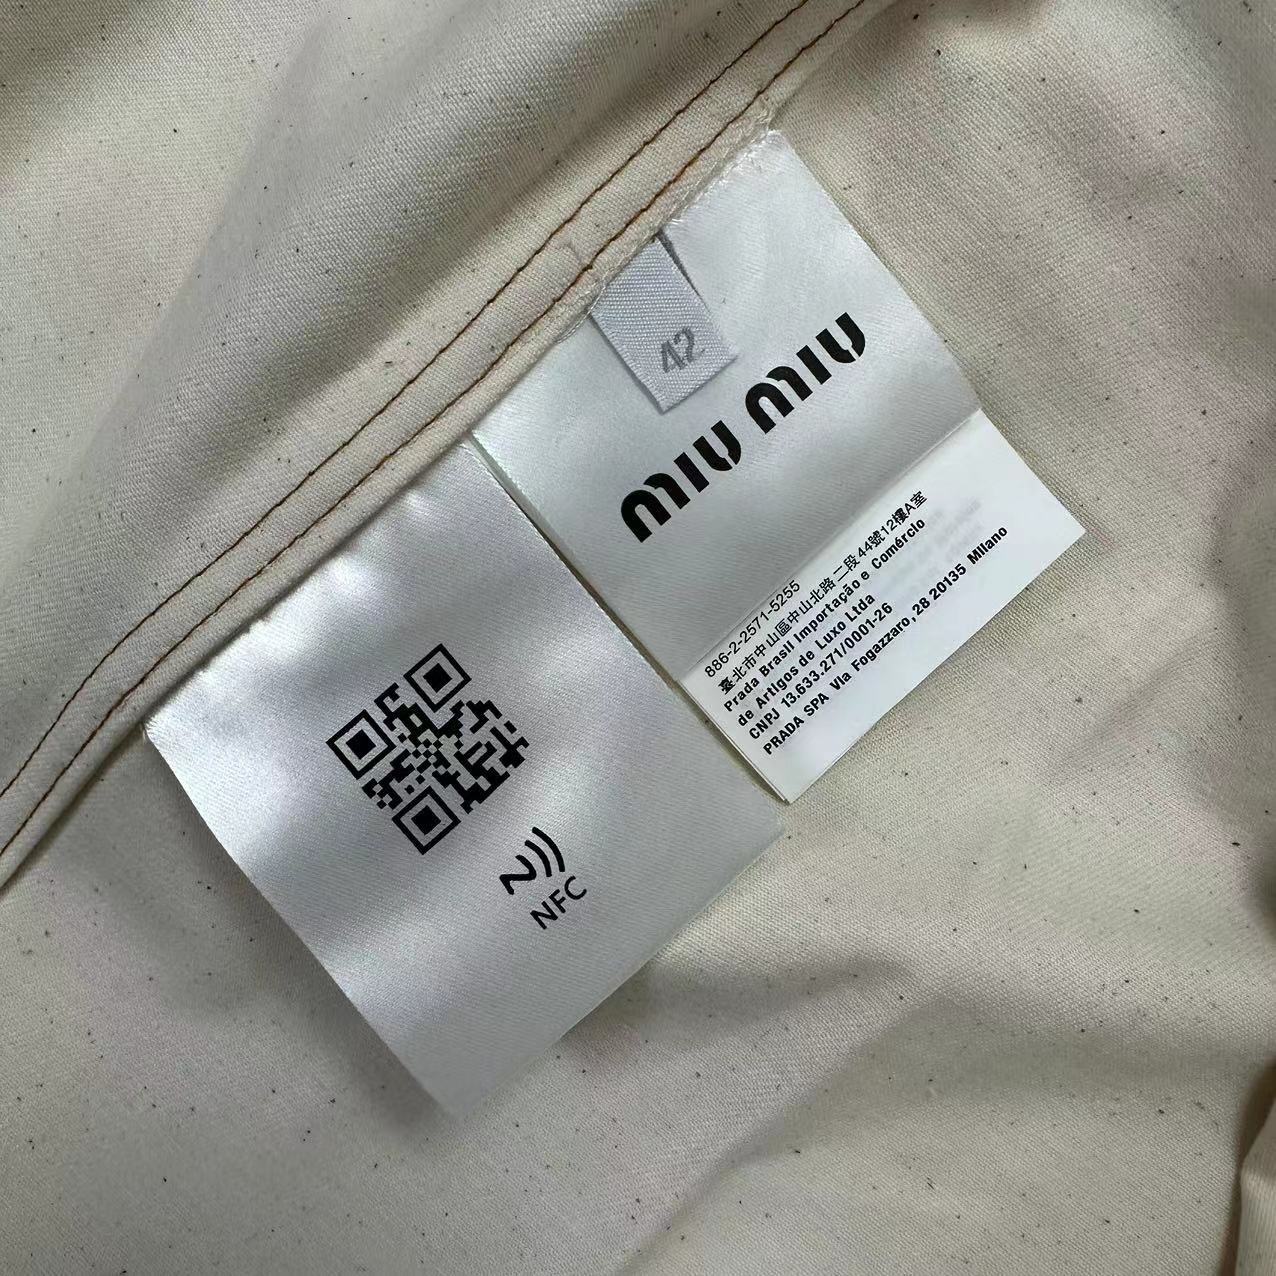 42
MIU MIU
886-2-2571-5255
臺北市中山區中山北路二段44號12樓A室
Prada Brasil Importação e Comércio
de Artigos de Luxo Ltda
CNPJ 13.633.271/0001-26
PRADA SPA Via Fogazzaro, 28 20135 Milano
NFC